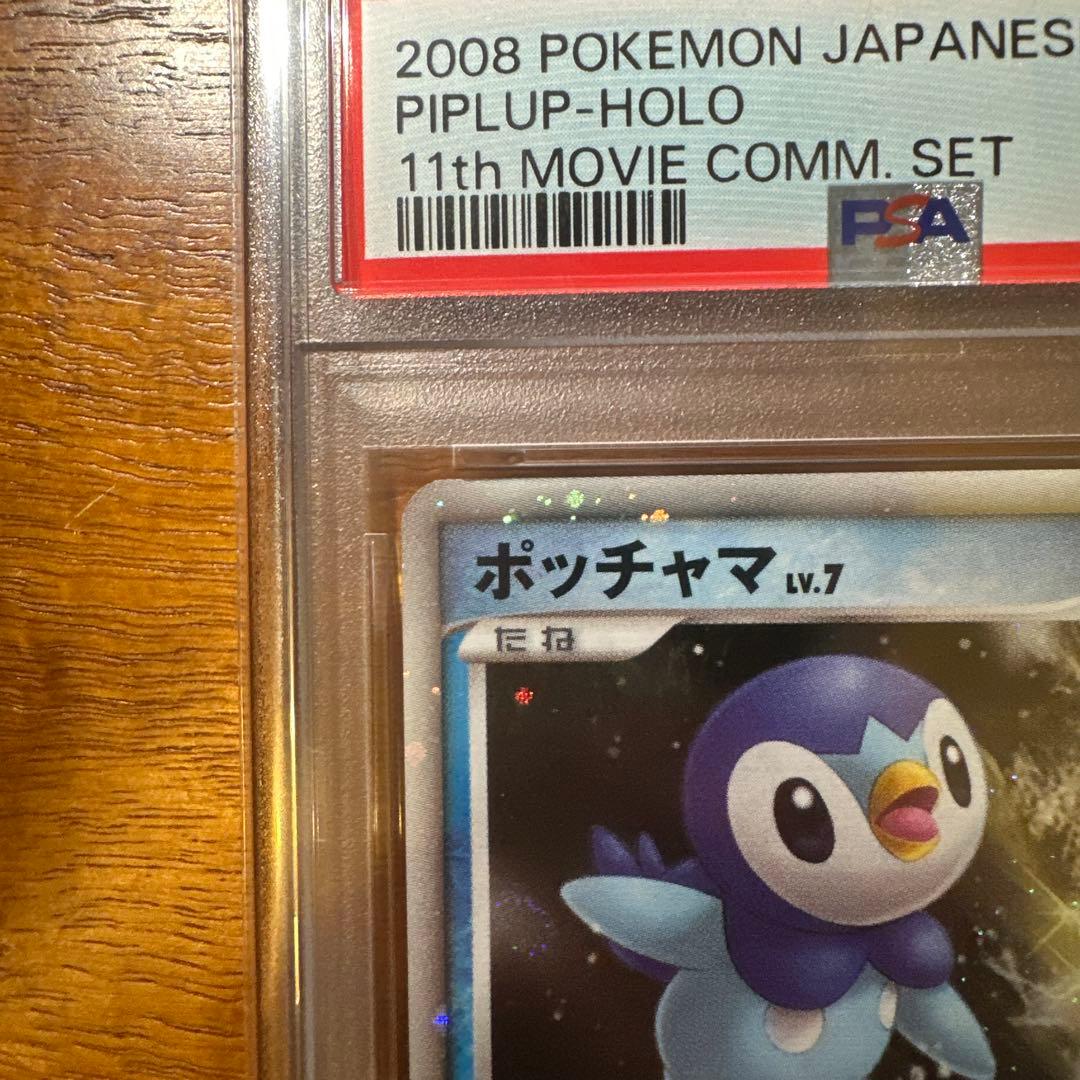 2008 POKEMON JAPANES
PIPLUP-HOLO
11th MOVIE COMM. SET
PSA
ポッチャマ LV.7
たね